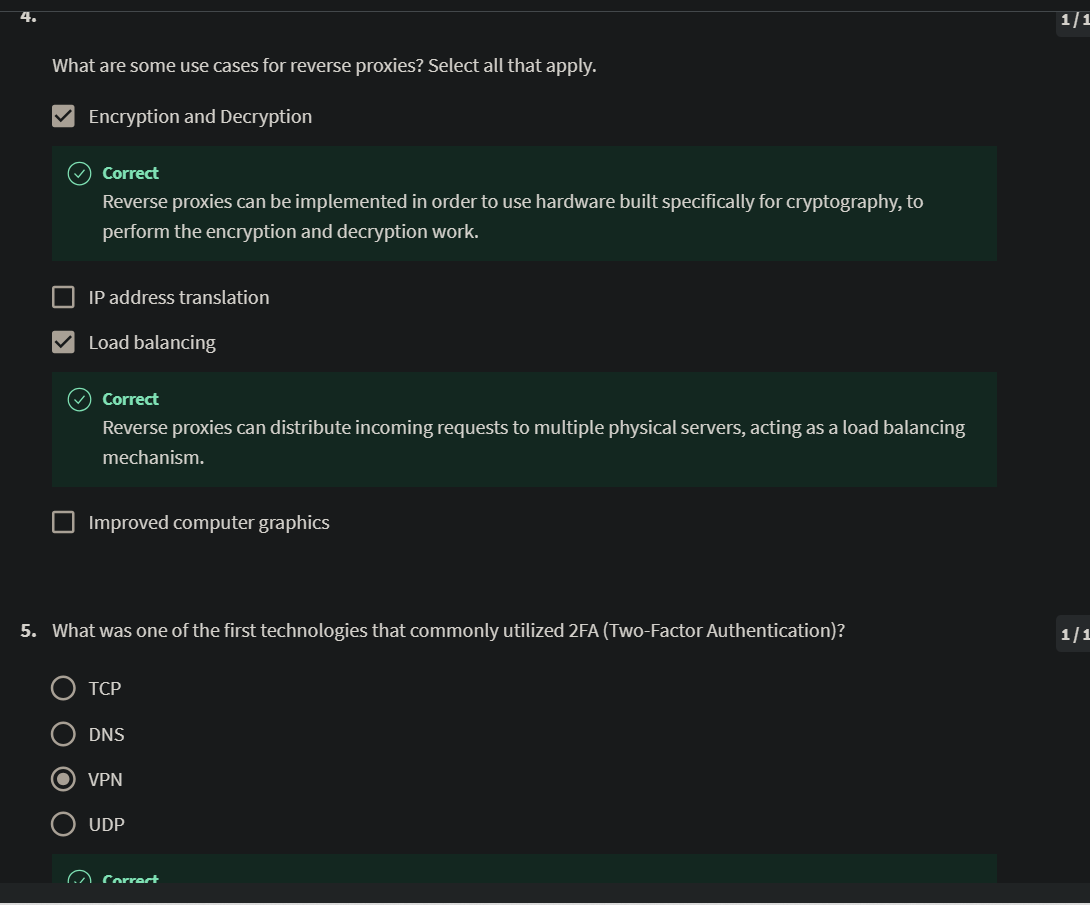 4.
1 / 1
What are some use cases for reverse proxies? Select all that apply.
Encryption and Decryption
Correct
Reverse proxies can be implemented in order to use hardware built specifically for cryptography, to
perform the encryption and decryption work.
IP address translation
Load balancing
Correct
Reverse proxies can distribute incoming requests to multiple physical servers, acting as a load balancing
mechanism.
Improved computer graphics
5. What was one of the first technologies that commonly utilized 2FA (Two-Factor Authentication)?
1 / 1
TCP
DNS
VPN
UDP
Correct